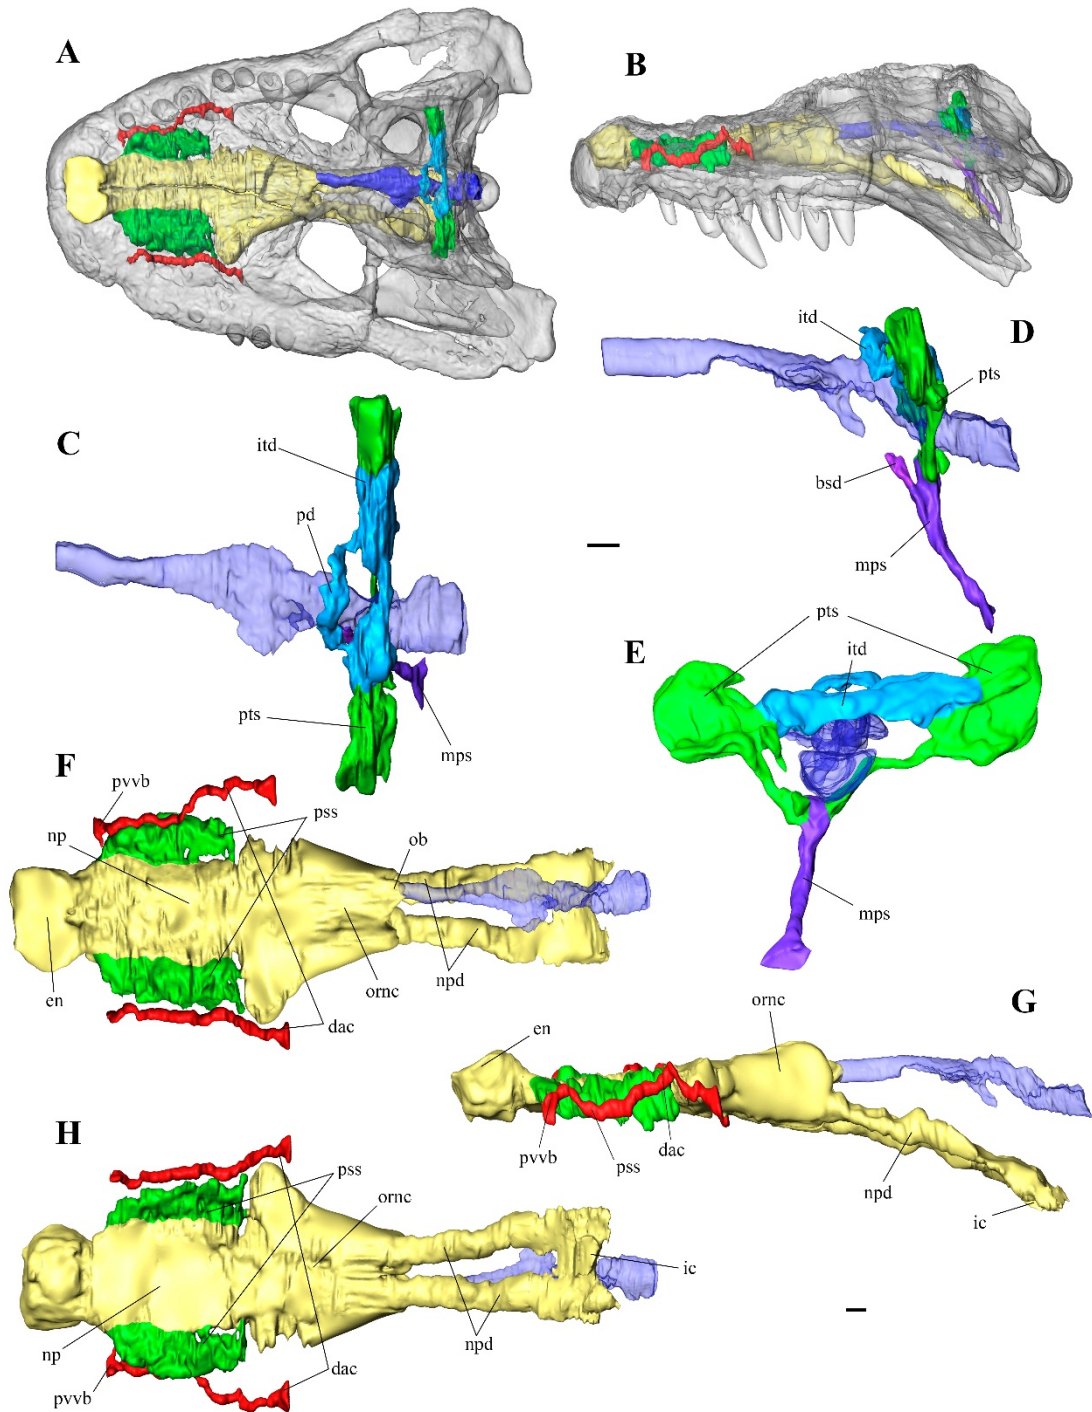 A
B
itd
D
pts
C
itd
pd
bsd
mps
pts
itd
E
pts
mps
F
pvvb
np
pss
ob
mps
en
ornc
npd
dac
G
ornc
en
H
pvvb
pss
dac
npd
ic
pss
ornc
ic
np
npd
dac
pvvb